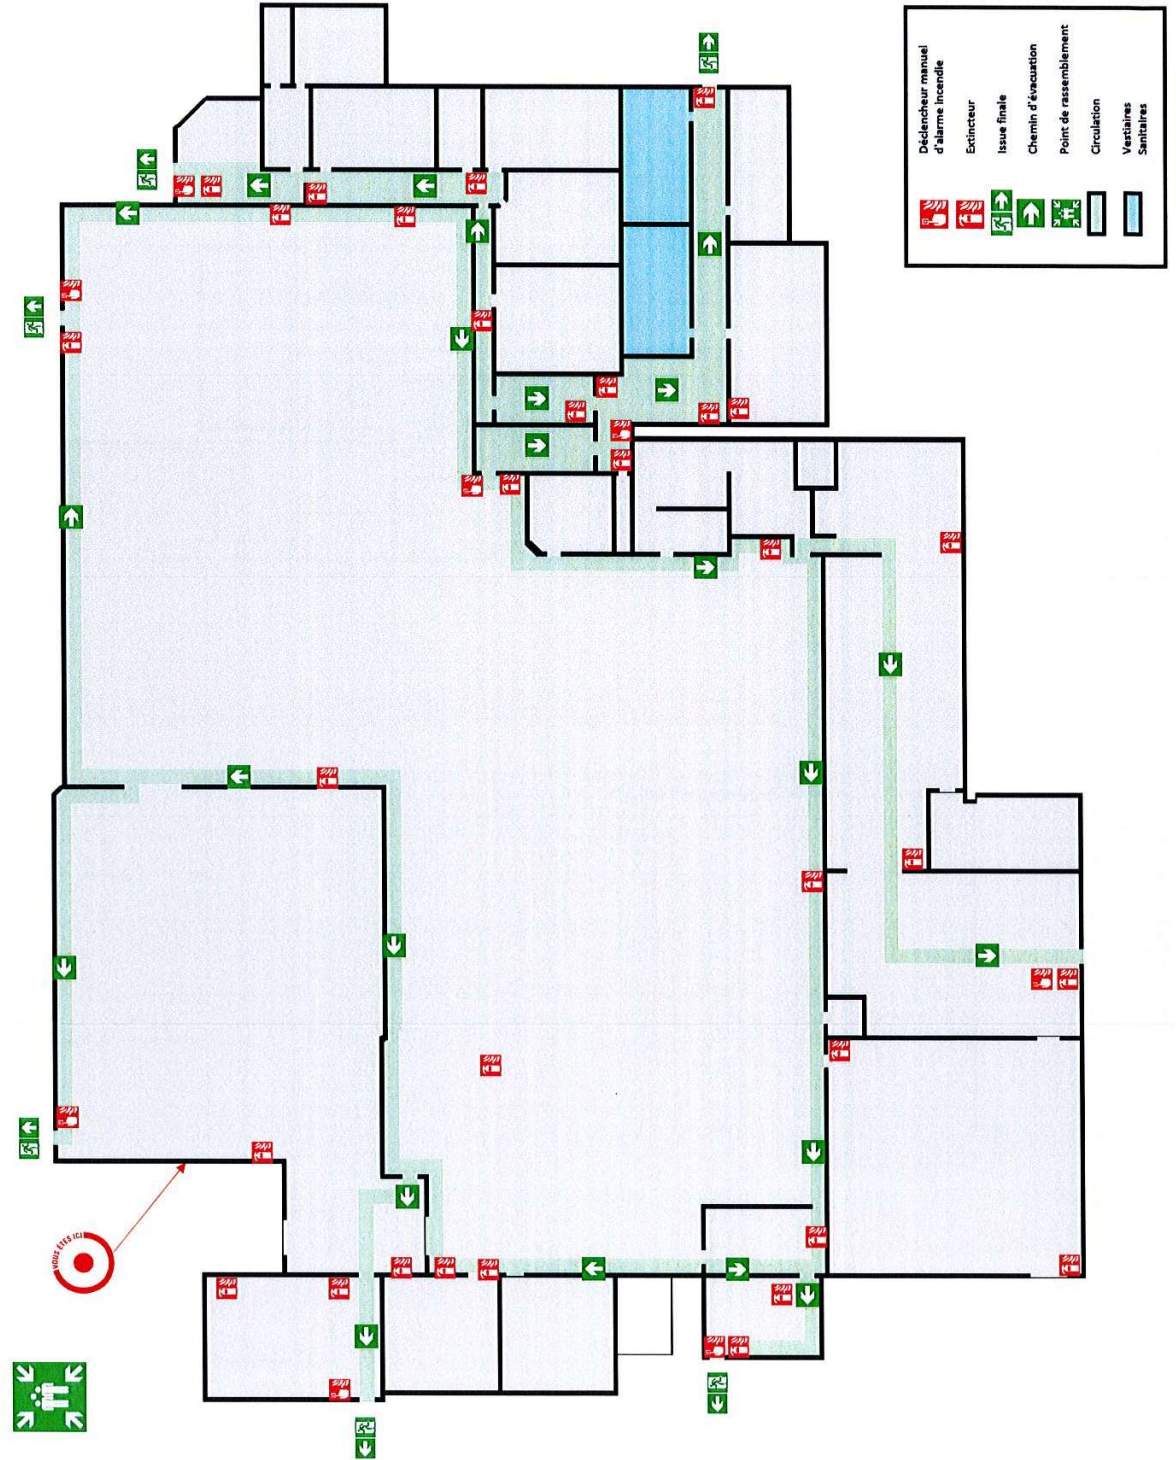 Déclencheur manuel
d'alarme incendie
Extincteur
Issue finale
Chemin d'évacuation
Point de rassemblement
Circulation
Vestiaires
Sanitaires
VOUS ÊTES ICI